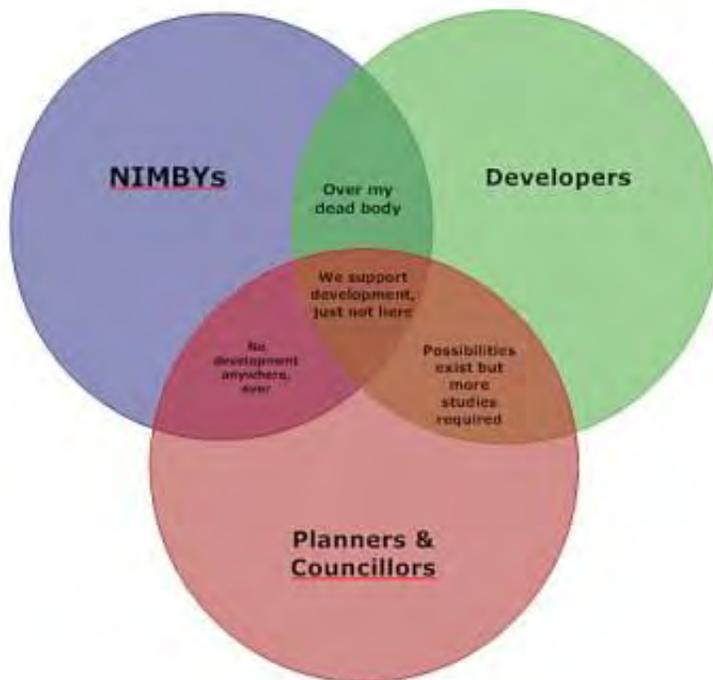 NIMBYs
Developers
Over my
dead body
We support
development,
just not here
No
development
anywhere,
ever
Possibilities
exist but
more
studies
required
Planners &
Councillors